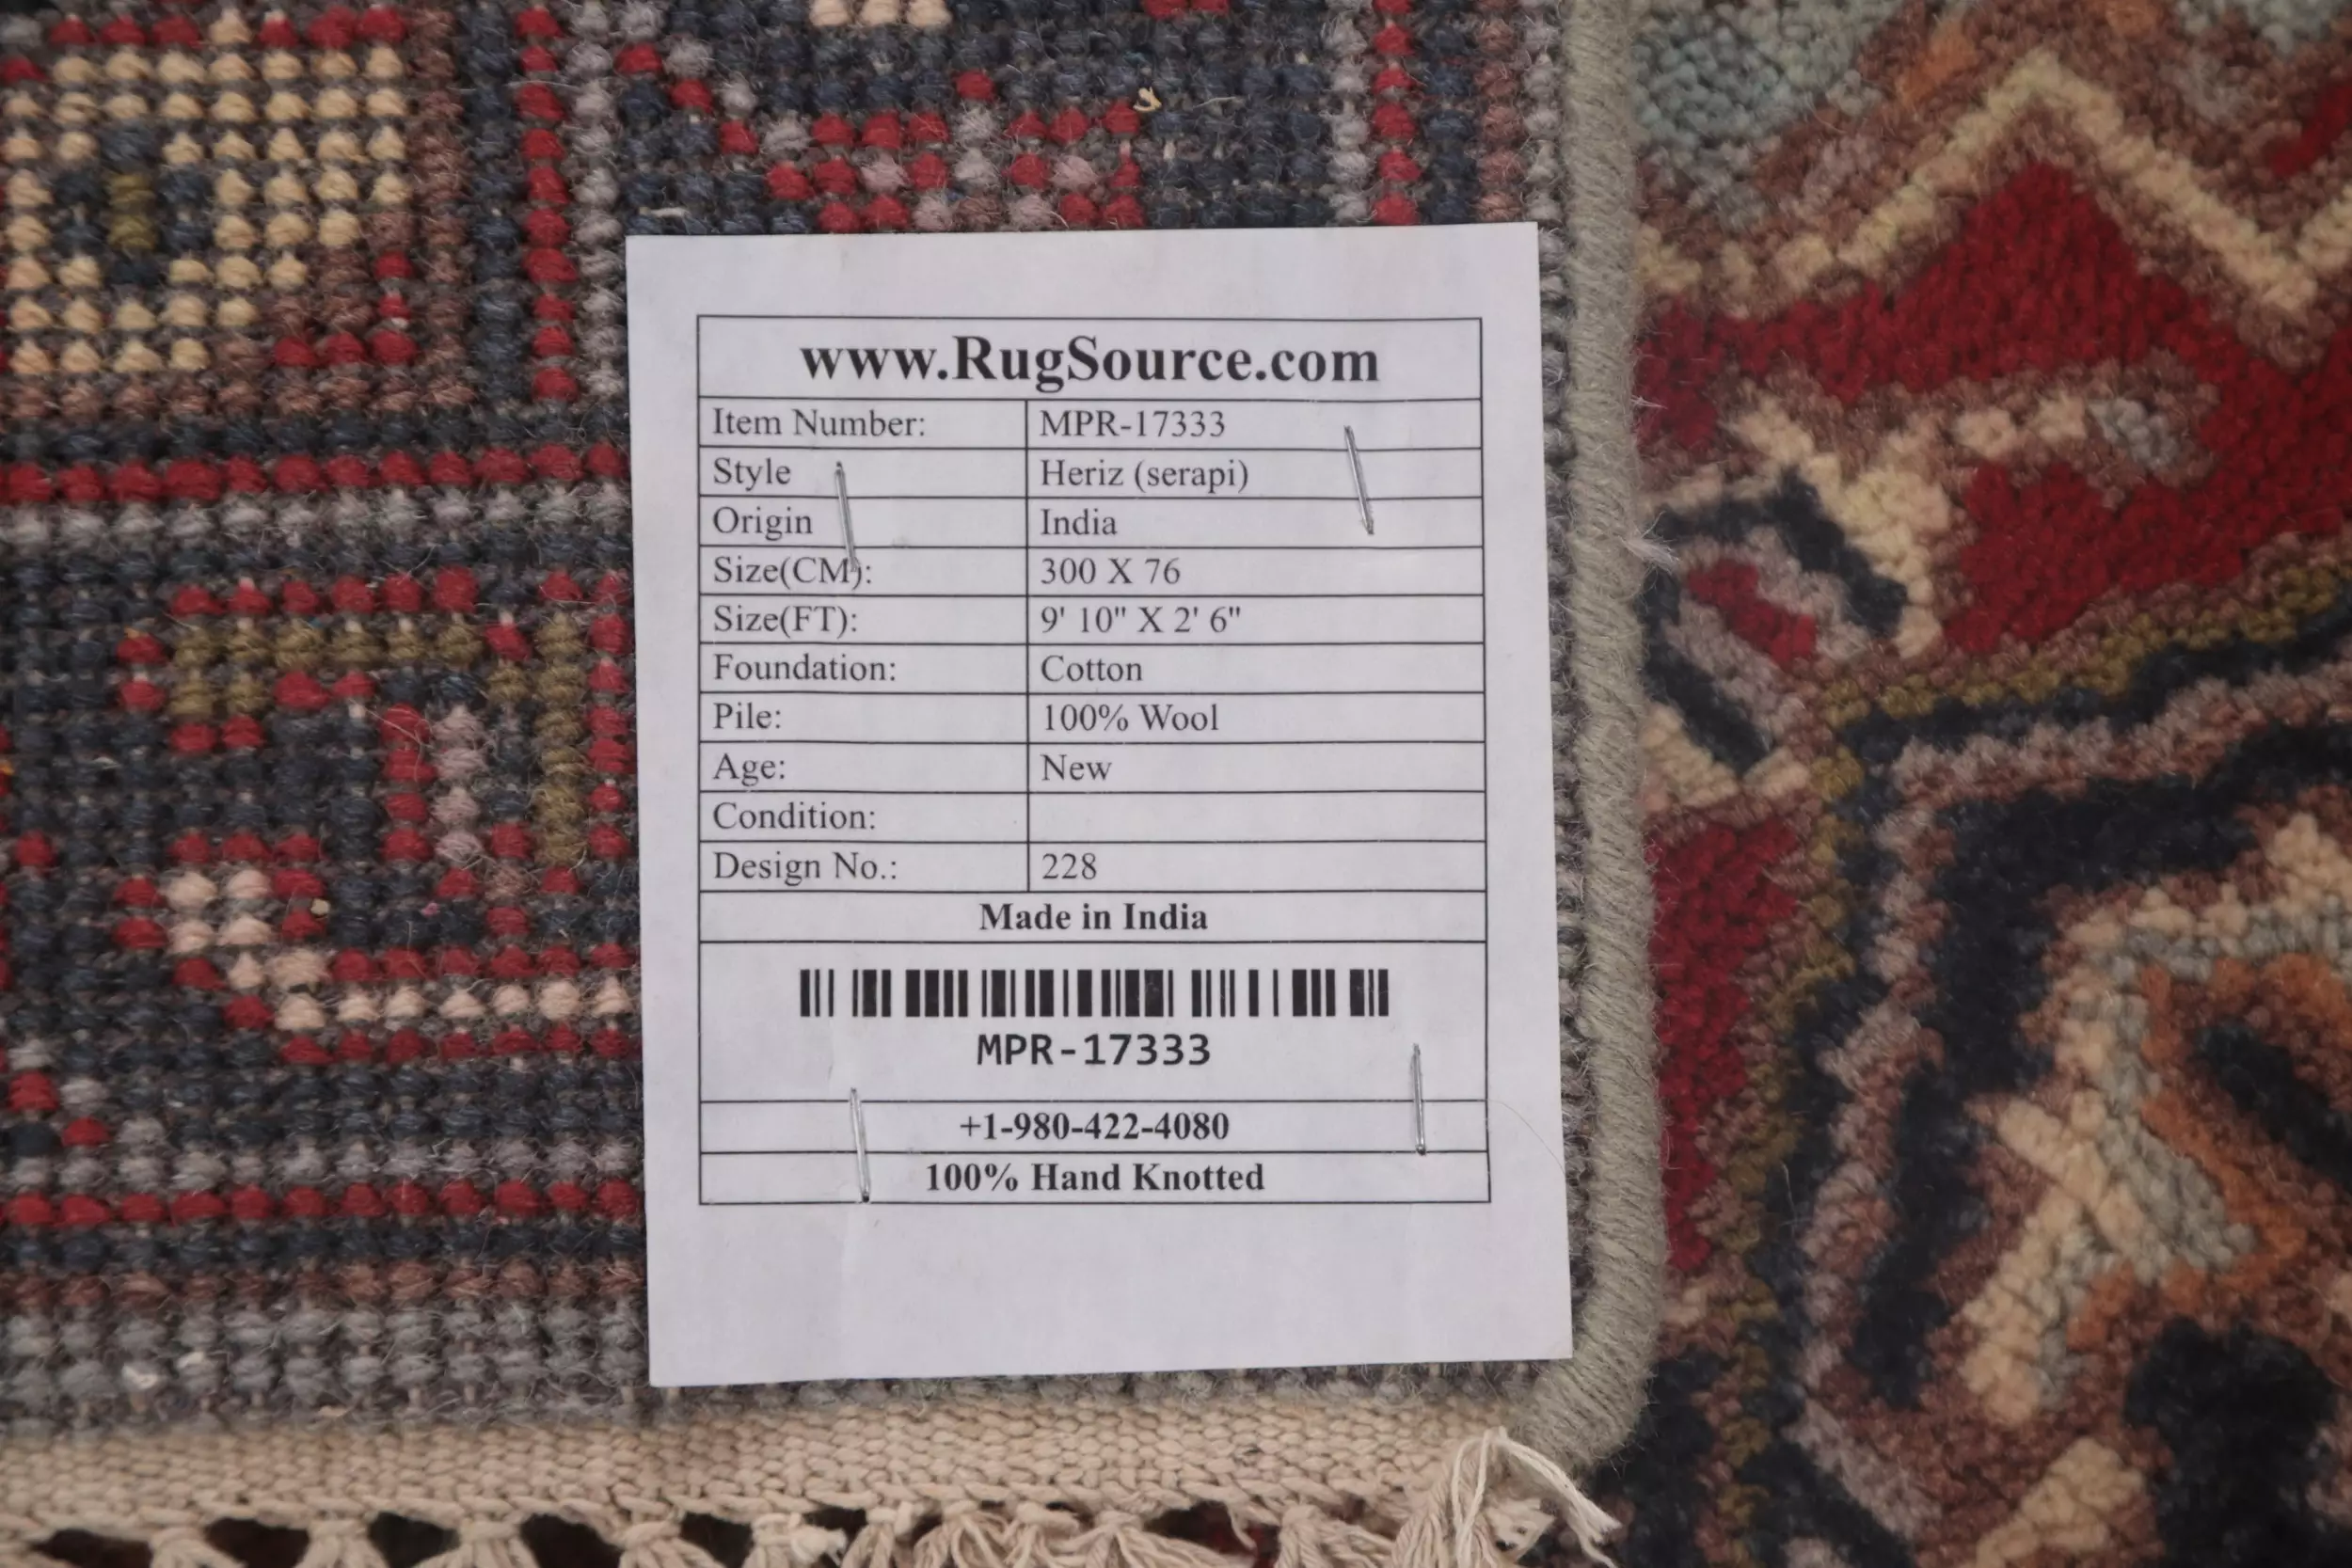 www.RugSource.com
Item Number: MPR-17333
Style Heriz (serapi)
Origin India
Size(CM): 300 X 76
Size(FT): 9' 10" X 2' 6"
Foundation: Cotton
Pile: 100% Wool
Age: New
Condition:
Design No.: 228
Made in India
MPR-17333
+1-980-422-4080
100% Hand Knotted